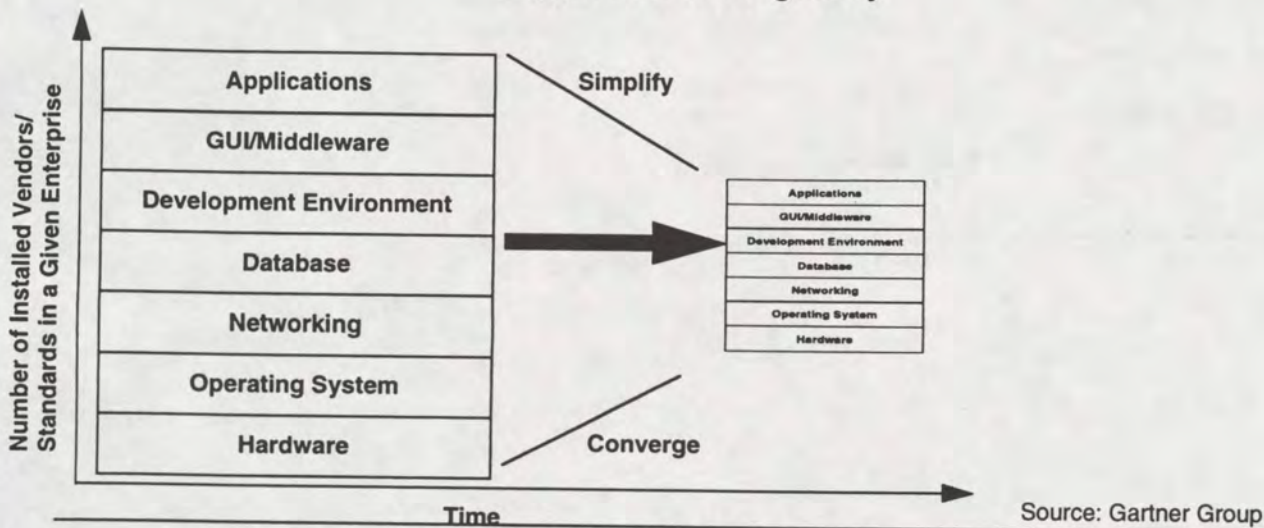 Number of Installed Vendors/
Standards in a Given Enterprise
Applications
GUI/Middleware
Development Environment
Database
Networking
Operating System
Hardware
Simplify
Converge
Applications
GUI/Middleware
Development Environment
Database
Networking
Operating System
Hardware
Time
Source: Gartner Group